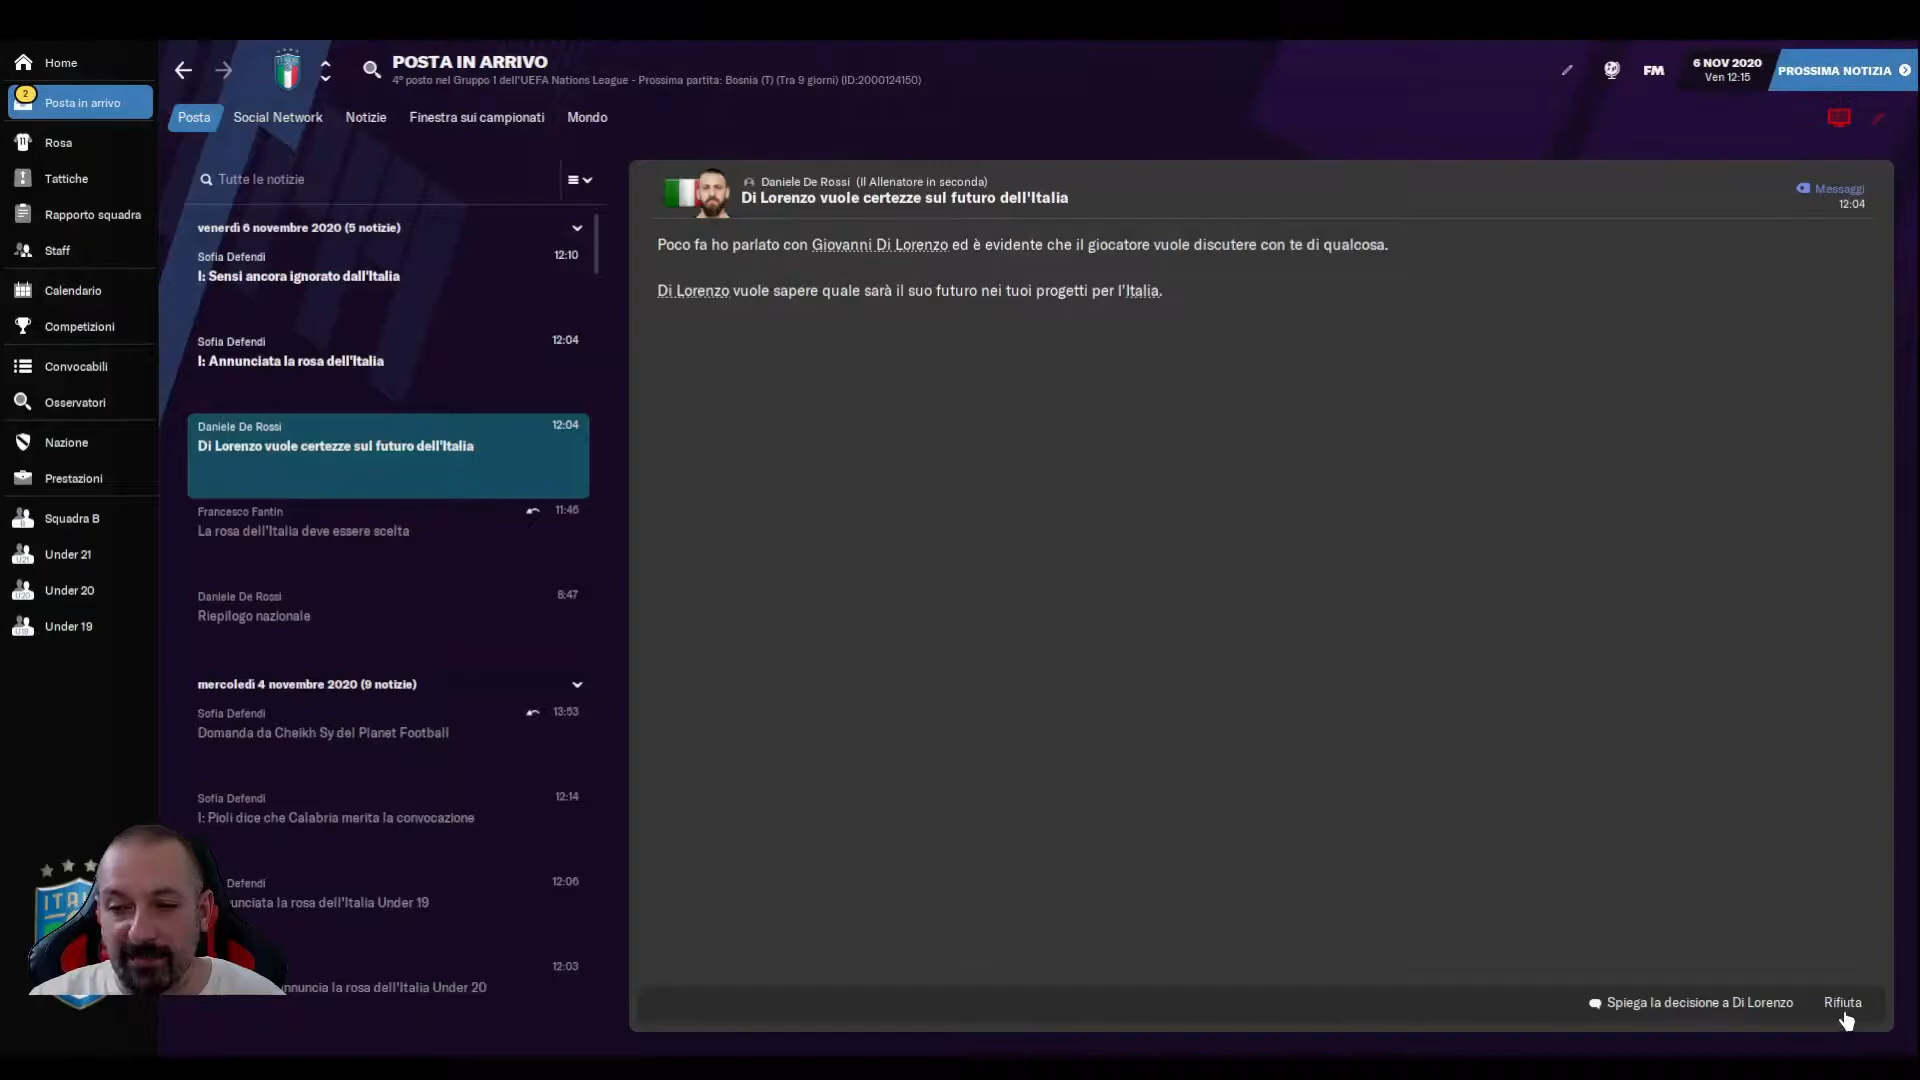 Home
2
Posta in arrivo
Rosa
Tattiche
Rapporto squadra
Staff
Calendario
Competizioni
Convocabili
Osservatori
Nazione
Prestazioni
Squadra B
Under 21
Under 20
Under 19
POSTA IN ARRIVO
4° posto nel Gruppo 1 dell'UEFA Nations League - Prossima partita: Bosnia (T) (Tra 9 giorni) (ID:2000124150)
FM
6 NOV 2020
Ven 12:15
PROSSIMA NOTIZIA
Posta
Social Network
Notizie
Finestra sui campionati
Mondo
Tutte le notizie
venerdì 6 novembre 2020 (5 notizie)
Sofia Defendi 12:10
I: Sensi ancora ignorato dall'Italia
Sofia Defendi 12:04
I: Annunciata la rosa dell'Italia
Daniele De Rossi 12:04
Di Lorenzo vuole certezze sul futuro dell'Italia
Francesco Fantin 11:46
La rosa dell'Italia deve essere scelta
Daniele De Rossi 8:47
Riepilogo nazionale
mercoledì 4 novembre 2020 (9 notizie)
Sofia Defendi 13:53
Domanda da Cheikh Sy del Planet Football
Sofia Defendi 12:14
I: Pioli dice che Calabria merita la convocazione
Defendi 12:06
unciata la rosa dell'Italia Under 19
12:03
nnuncia la rosa dell'Italia Under 20
Daniele De Rossi (Il Allenatore in seconda)
Di Lorenzo vuole certezze sul futuro dell'Italia
Messaggi
12:04
Poco fa ho parlato con Giovanni Di Lorenzo ed è evidente che il giocatore vuole discutere con te di qualcosa.
Di Lorenzo vuole sapere quale sarà il suo futuro nei tuoi progetti per l'Italia.
Spiega la decisione a Di Lorenzo
Rifiuta
ITA